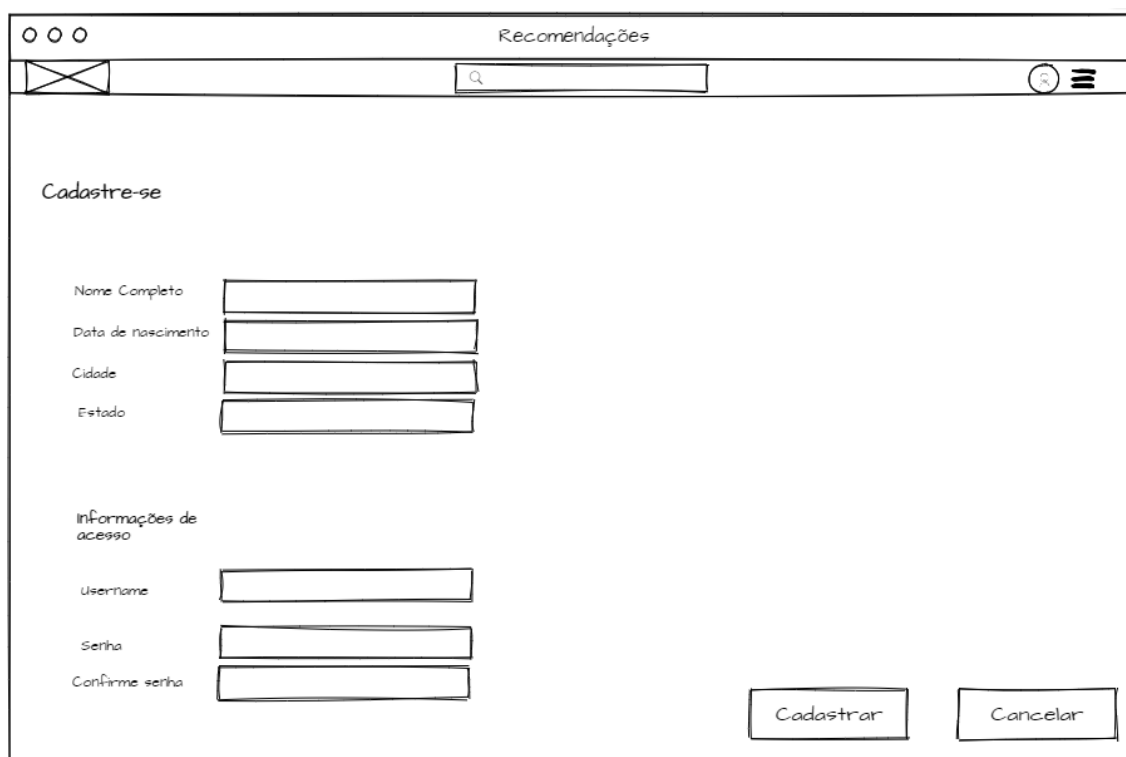 Recomendações
Cadastre-se
Nome Completo
Data de nascimento
Cidade
Estado
Informações de
acesso
Username
Senha
Confirme senha
Cadastrar
Cancelar